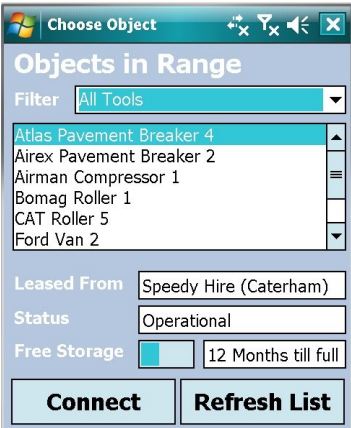 Choose Object
Objects in Range
Filter All Tools
Atlas Pavement Breaker 4
Airex Pavement Breaker 2
Airman Compressor 1
Bomag Roller 1
CAT Roller 5
Ford Van 2
Leased From Speedy Hire (Caterham)
Status Operational
Free Storage 12 Months till full
Connect Refresh List